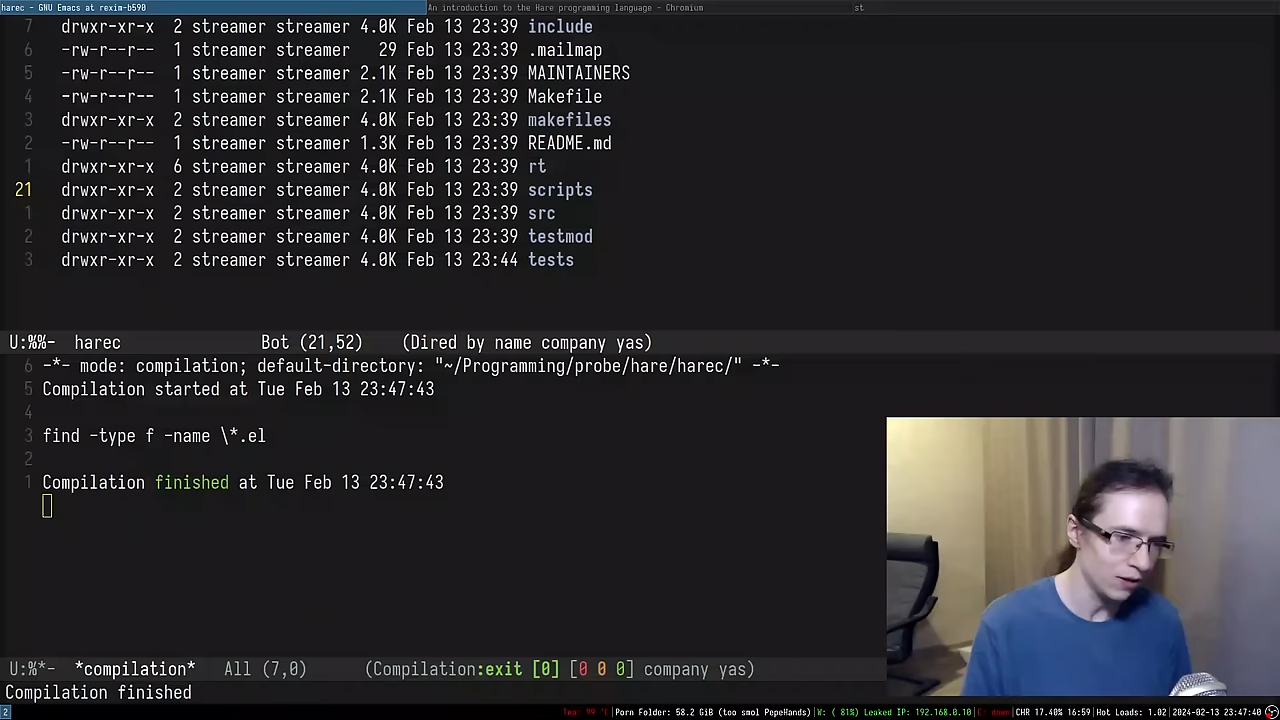 harec - GNU Emacs at rexim-b590 An introduction to the Hare programming language - Chromium st
7 drwxr-xr-x 2 streamer streamer 4.0K Feb 13 23:39 include
6 -rw-r--r-- 1 streamer streamer 29 Feb 13 23:39 .mailmap
5 -rw-r--r-- 1 streamer streamer 2.1K Feb 13 23:39 MAINTAINERS
4 -rw-r--r-- 1 streamer streamer 2.1K Feb 13 23:39 Makefile
3 drwxr-xr-x 2 streamer streamer 4.0K Feb 13 23:39 makefiles
2 -rw-r--r-- 1 streamer streamer 1.3K Feb 13 23:39 README.md
1 drwxr-xr-x 6 streamer streamer 4.0K Feb 13 23:39 rt
21 drwxr-xr-x 2 streamer streamer 4.0K Feb 13 23:39 scripts
1 drwxr-xr-x 2 streamer streamer 4.0K Feb 13 23:39 src
2 drwxr-xr-x 2 streamer streamer 4.0K Feb 13 23:39 testmod
3 drwxr-xr-x 2 streamer streamer 4.0K Feb 13 23:44 tests
U:%%- harec Bot (21,52) (Dired by name company yas)
6 -*- mode: compilation; default-directory: "~/Programming/probe/hare/harec/" -*-
5 Compilation started at Tue Feb 13 23:47:43
4
3 find -type f -name \*.el
2
1 Compilation finished at Tue Feb 13 23:47:43
U:%*- *compilation* All (7,0) (Compilation:exit [0] [0 0 0] company yas)
Compilation finished
2 Tea: 99 °C |Porn Folder: 58.2 GiB (too smol PepeHands)|W: ( 81%) Leaked IP: 192.168.0.10|E: down|CHR 17.40% 16:59|Hot Loads: 1.02|2024-02-13 23:47:40